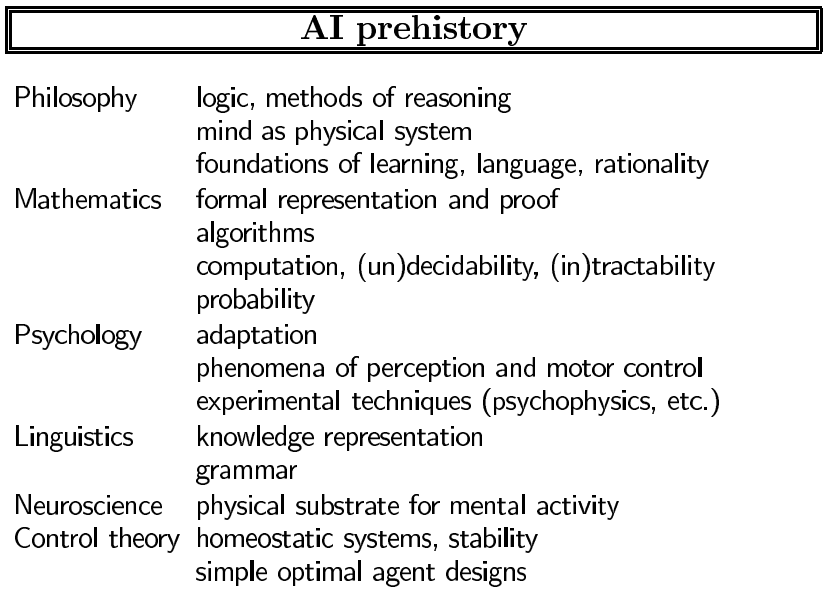 AI prehistory
Philosophy logic, methods of reasoning
mind as physical system
foundations of learning, language, rationality
Mathematics formal representation and proof
algorithms
computation, (un)decidability, (in)tractability
probability
Psychology adaptation
phenomena of perception and motor control
experimental techniques (psychophysics, etc.)
Linguistics knowledge representation
grammar
Neuroscience physical substrate for mental activity
Control theory homeostatic systems, stability
simple optimal agent designs